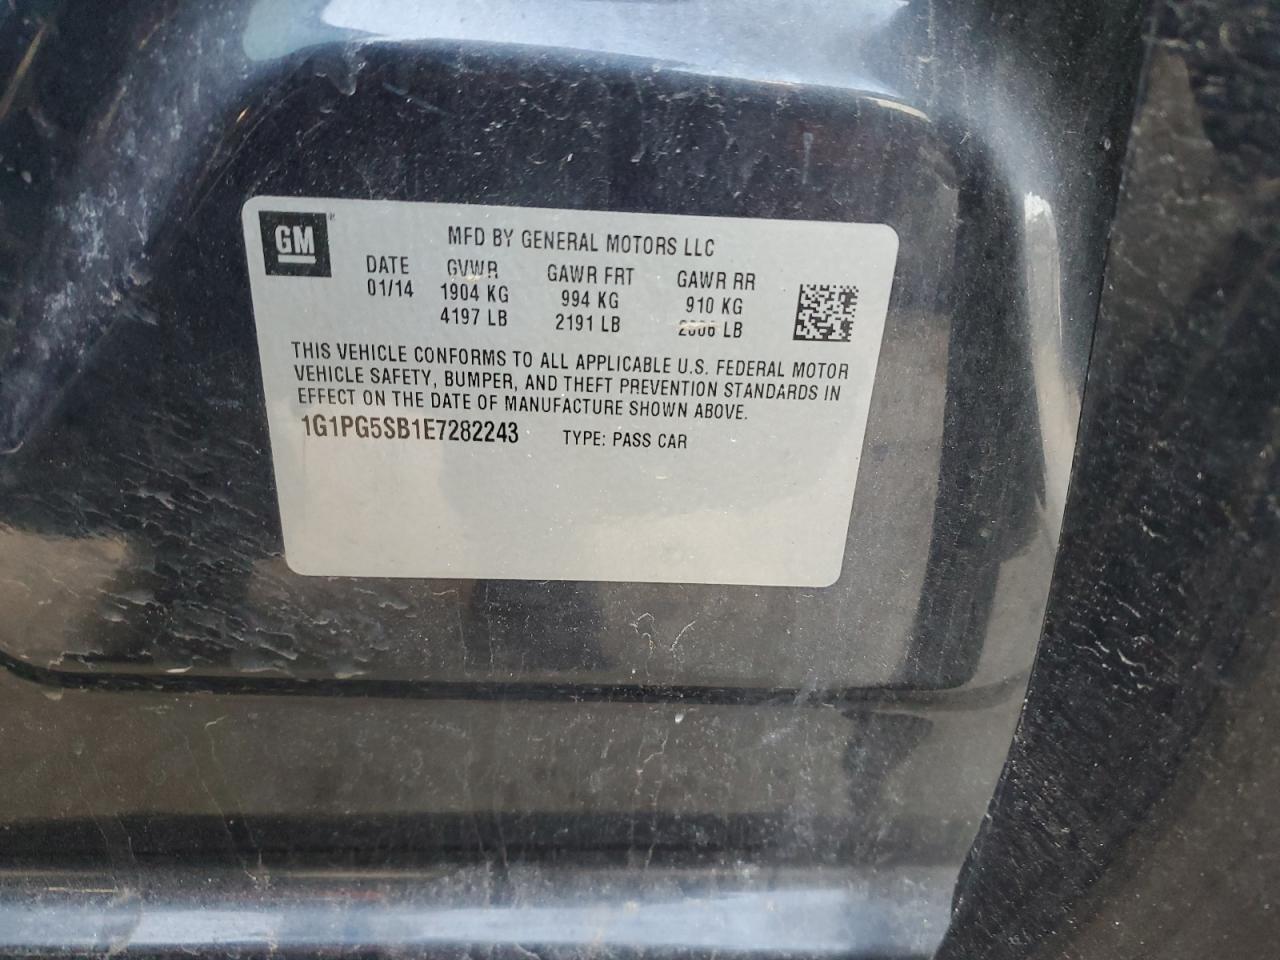 GM
MFD BY GENERAL MOTORS LLC
DATE GVWR GAWR FRT GAWR RR
01/14 1904 KG 994 KG 910 KG
4197 LB 2191 LB 2006 LB
THIS VEHICLE CONFORMS TO ALL APPLICABLE U.S. FEDERAL MOTOR
VEHICLE SAFETY, BUMPER, AND THEFT PREVENTION STANDARDS IN
EFFECT ON THE DATE OF MANUFACTURE SHOWN ABOVE.
1G1PG5SB1E7282243 TYPE: PASS CAR